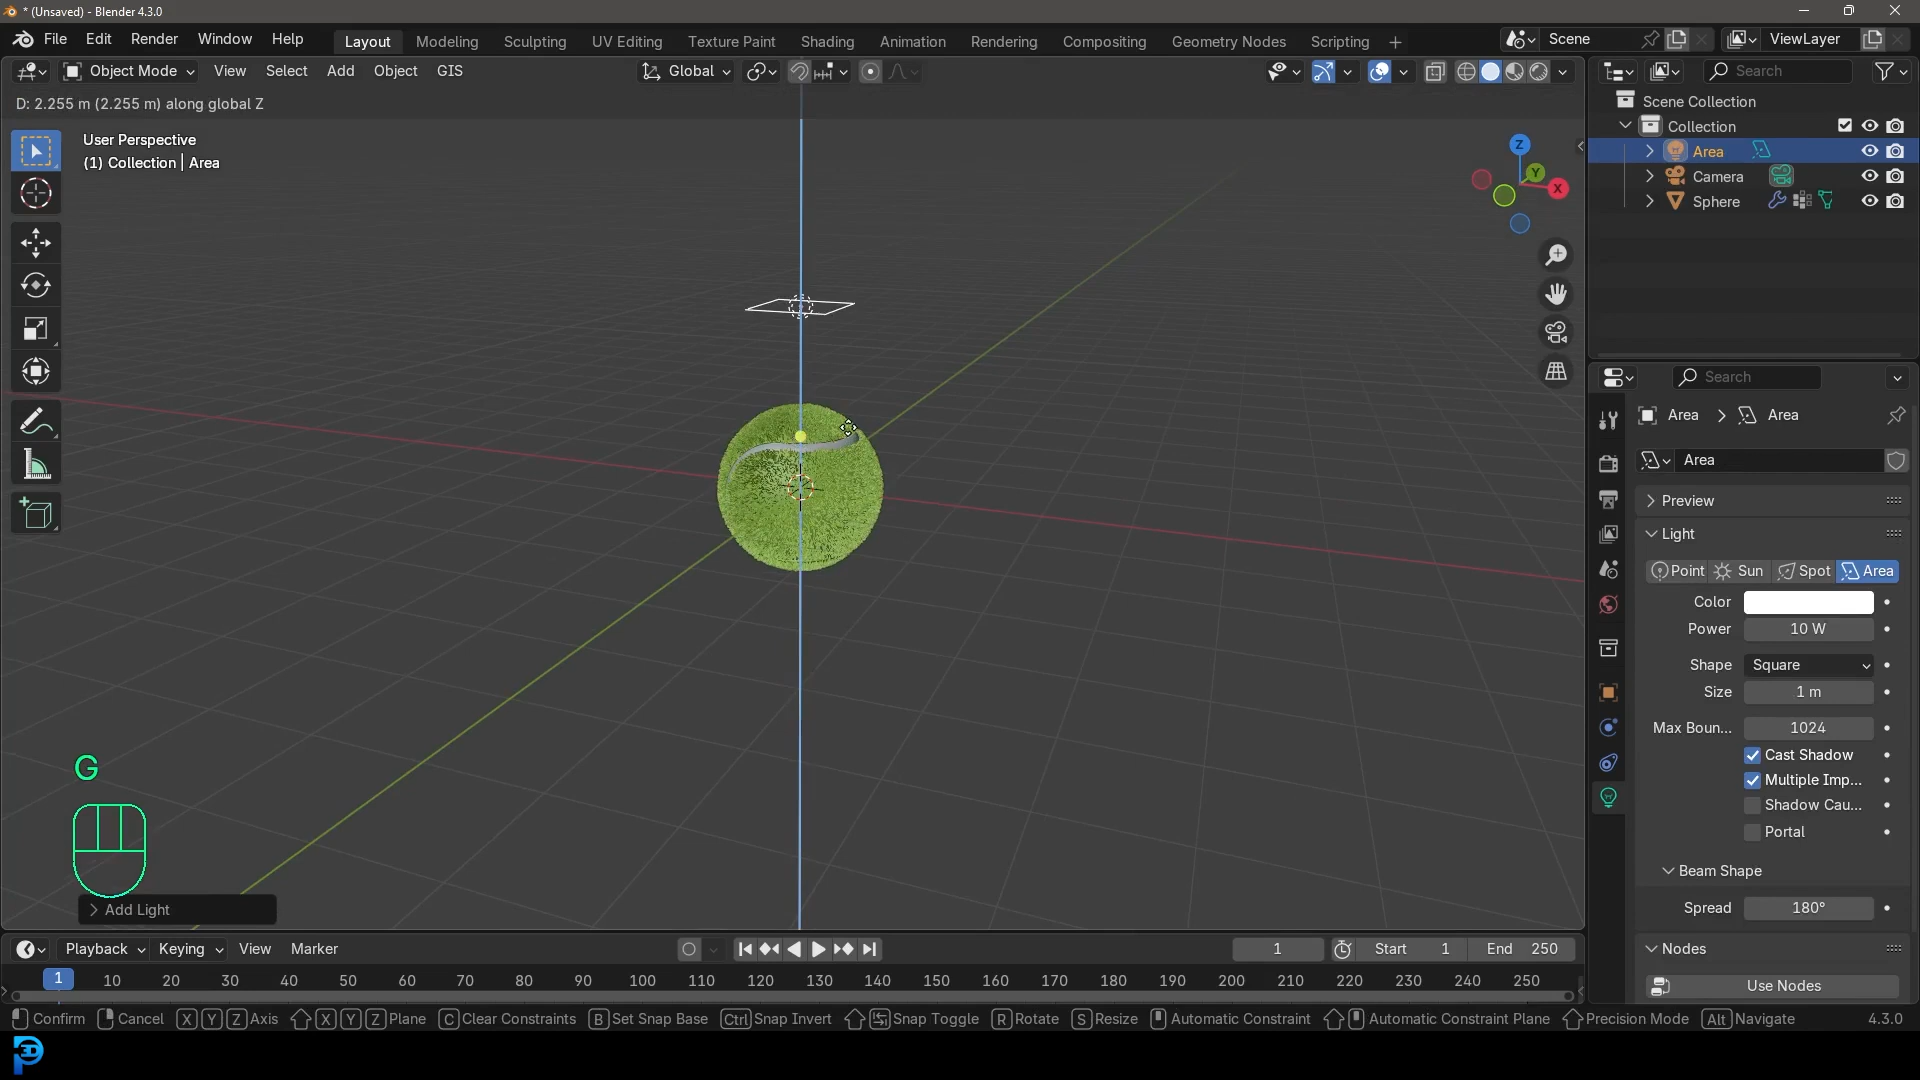 * (Unsaved) - Blender 4.3.0
File Edit Render Window Help Layout Modeling Sculpting UV Editing Texture Paint Shading Animation Rendering Compositing Geometry Nodes Scripting + Scene ViewLayer
Object Mode View Select Add Object GIS Global Search
D: 2.255 m (2.255 m) along global Z
User Perspective
(1) Collection | Area
Z
Y
X
Scene Collection
Collection
Area
Camera
Sphere
Search
Area > Area
Area
Preview
Light
Point Sun Spot Area
Color
Power 10 W
Shape Square
Size 1 m
Max Boun... 1024
Cast Shadow
Multiple Imp...
Shadow Cau...
Portal
Beam Shape
Spread 180°
Nodes
Use Nodes
G
Add Light
Playback Keying View Marker 1 Start 1 End 250
1 10 20 30 40 50 60 70 80 90 100 110 120 130 140 150 160 170 180 190 200 210 220 230 240 250
Confirm Cancel X Y Z Axis X Y Z Plane C Clear Constraints B Set Snap Base Ctrl Snap Invert Snap Toggle R Rotate S Resize Automatic Constraint Automatic Constraint Plane Precision Mode Alt Navigate 4.3.0